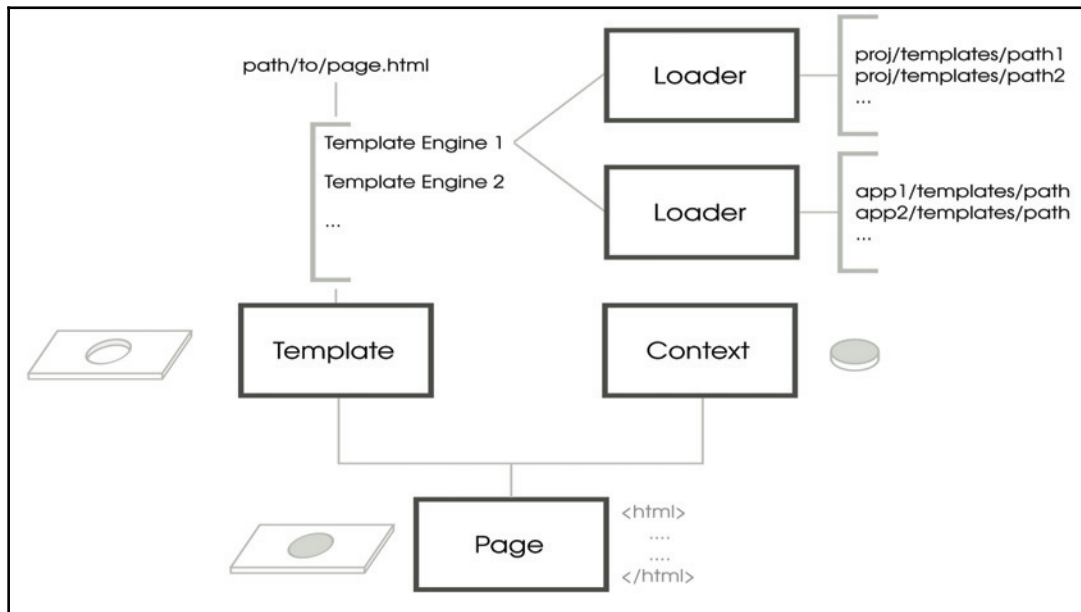 path/to/page.html
Template Engine 1
Template Engine 2
...
Loader
proj/templates/path1
proj/templates/path2
...
Loader
app1/templates/path
app2/templates/path
...
Template
Context
Page
<html>
....
....
</html>